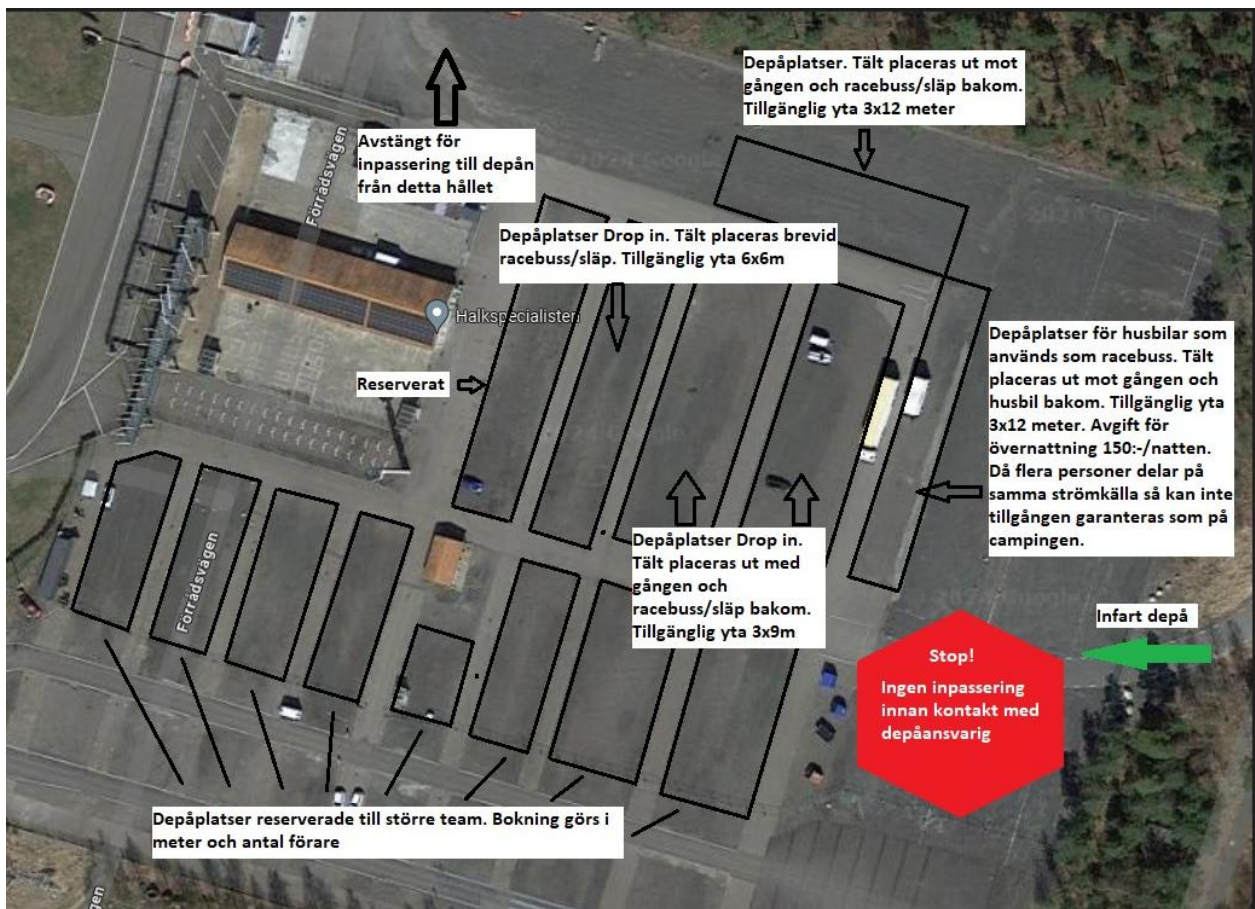 Depåplatser. Tält placeras ut mot
gången och racebuss/släp bakom.
Tillgänglig yta 3x12 meter
Avstängt för
inpassering till depån
från detta hållet
Förrådsvägen
Depåplatser Drop in. Tält placeras brevid
racebuss/släp. Tillgänglig yta 6x6m
Halkspecialisten
Reserverat
Depåplatser för husbilar som
används som racebuss. Tält
placeras ut mot gången och
husbil bakom. Tillgänglig yta
3x12 meter. Avgift för
övernattning 150:-/natten.
Då flera personer delar på
samma strömkälla så kan inte
tillgången garanteras som på
campingen.
Depåplatser Drop in.
Tält placeras ut med
gången och
racebuss/släp bakom.
Tillgänglig yta 3x9m
Förrådsvägen
Infart depå
Stop!
Ingen inpassering
innan kontakt med
depåansvarig
Depåplatser reserverade till större team. Bokning görs i
meter och antal förare
gen